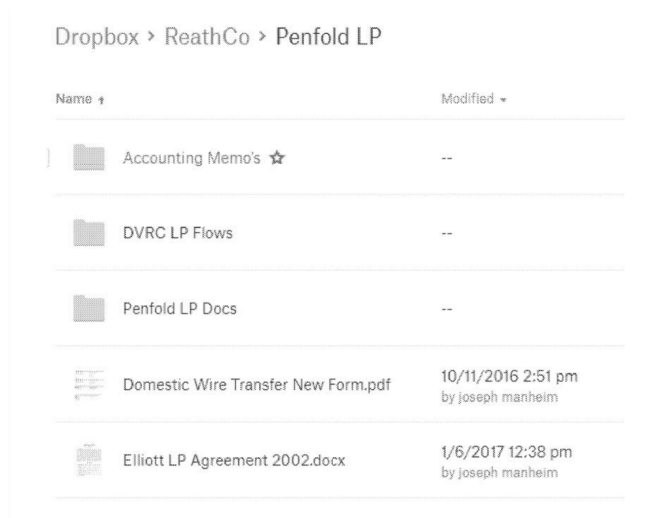 Dropbox > ReathCo > Penfold LP
Name ↑ Modified ▾
Accounting Memo's ☆ --
DVRC LP Flows --
Penfold LP Docs --
Domestic Wire Transfer New Form.pdf 10/11/2016 2:51 pm
by joseph manheim
Elliott LP Agreement 2002.docx 1/6/2017 12:38 pm
by joseph manheim